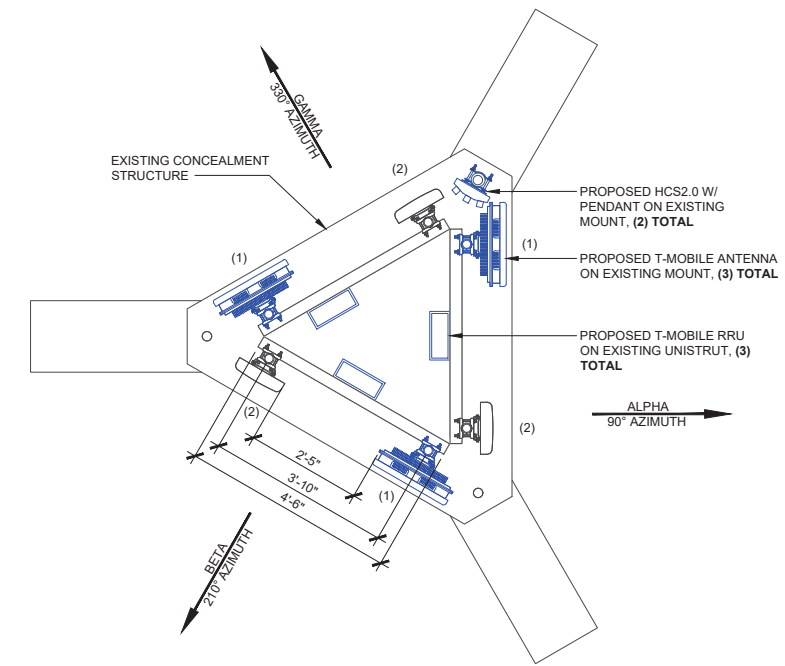 GAMMA
330° AZIMUTH
(2)
EXISTING CONCEALMENT
STRUCTURE
PROPOSED HCS2.0 W/
PENDANT ON EXISTING
MOUNT, (2) TOTAL
(1)
(1)
PROPOSED T-MOBILE ANTENNA
ON EXISTING MOUNT, (3) TOTAL
PROPOSED T-MOBILE RRU
ON EXISTING UNISTRUT, (3)
TOTAL
ALPHA
90° AZIMUTH
(2)
(2)
2'-5"
3'-10"
4'-6"
(1)
BETA
210° AZIMUTH